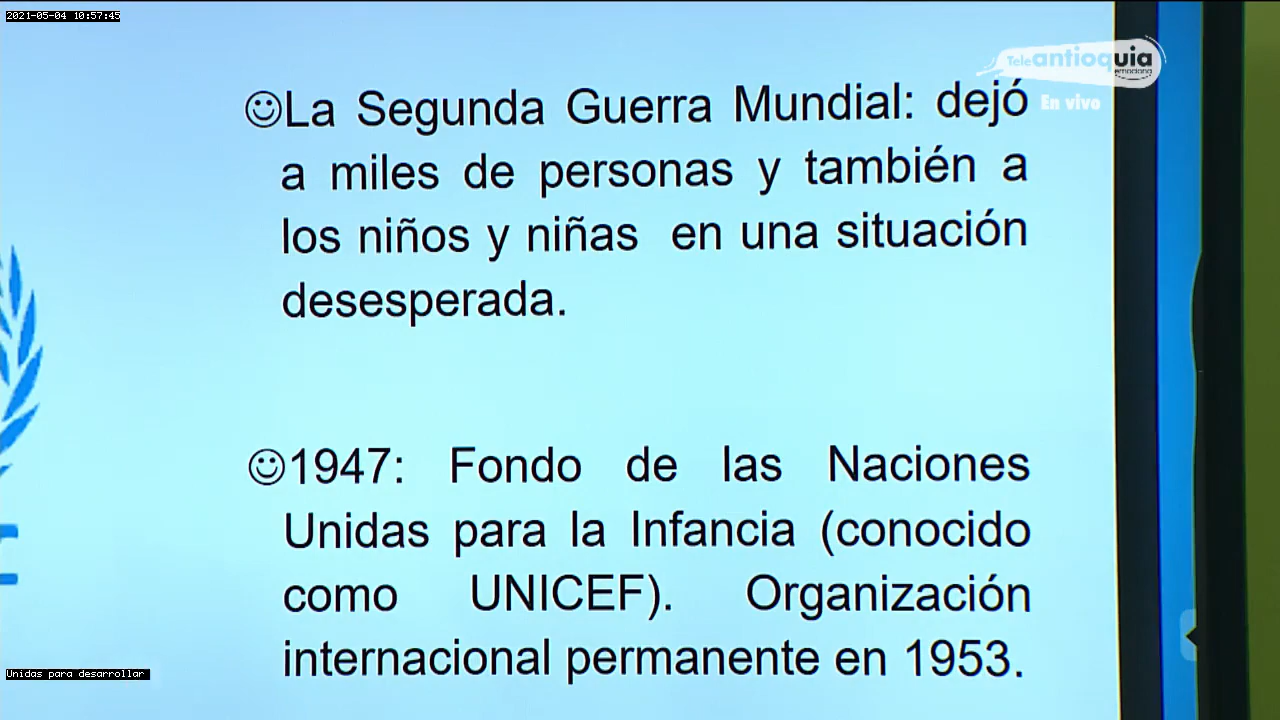 2021-05-04 10:57:45
Teleantioquia
emociona
En vivo
☺La Segunda Guerra Mundial: dejó
a miles de personas y también a
los niños y niñas en una situación
desesperada.
☺1947: Fondo de las Naciones
Unidas para la Infancia (conocido
como UNICEF). Organización
internacional permanente en 1953.
Unidas para desarrollar